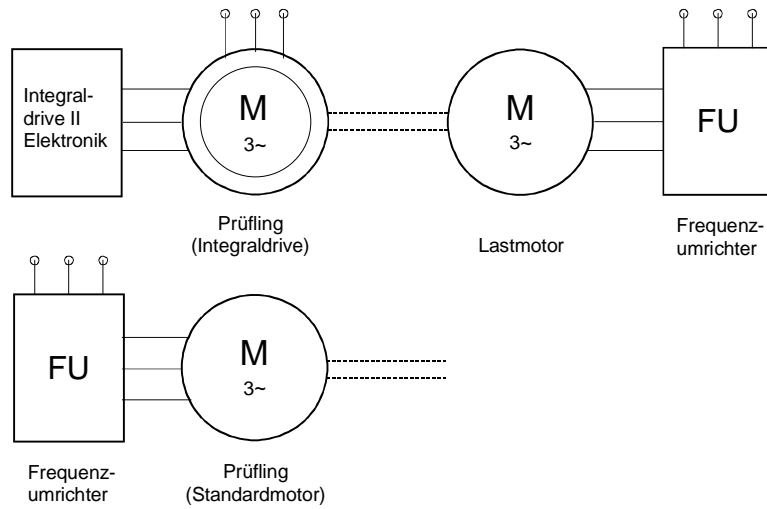 Integral-
drive II
Elektronik
M
3~
M
3~
FU
Prüfling
(Integraldrive)
Lastmotor
Frequenz-
umrichter
FU
M
3~
Frequenz-
umrichter
Prüfling
(Standardmotor)